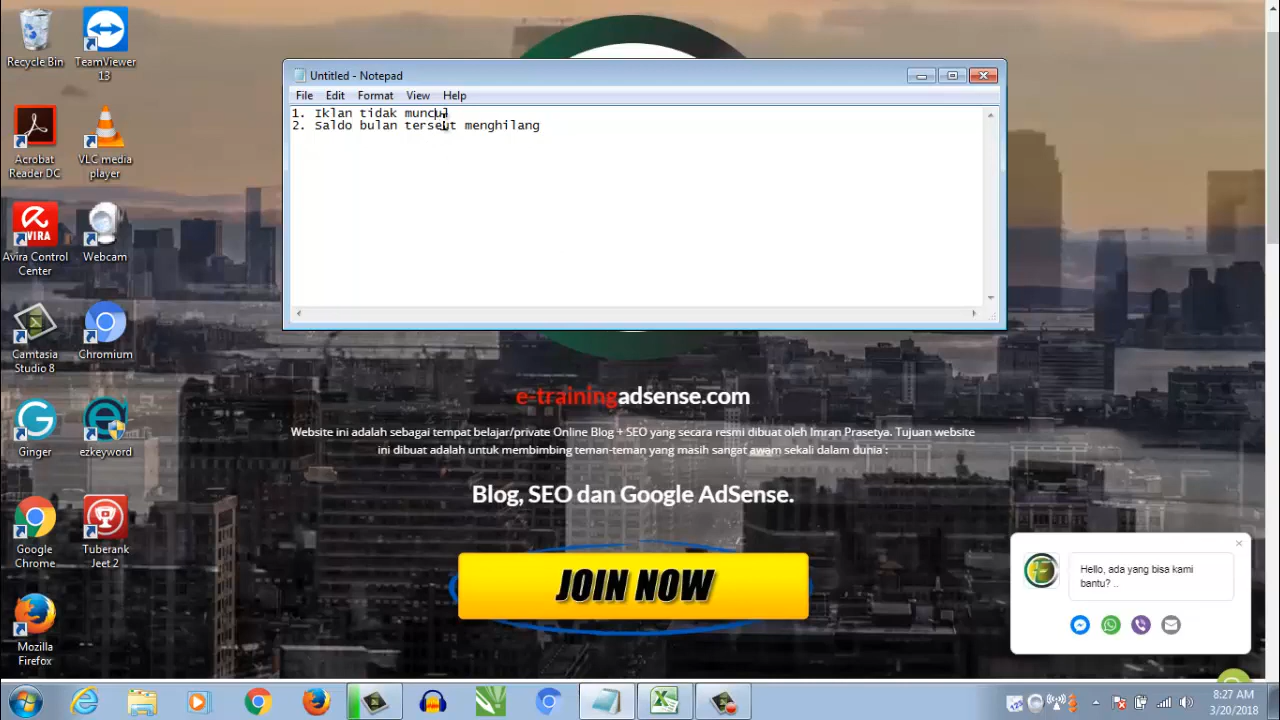 Recycle Bin
TeamViewer
13
Acrobat
Reader DC
VLC media
player
Avira Control
Center
Webcam
Camtasia
Studio 8
Chromium
Ginger
ezkeyword
Google
Chrome
Tuberank
Jeet 2
Mozilla
Firefox
AVIRA
Untitled - Notepad
File Edit Format View Help
1. Iklan tidak muncul
2. Saldo bulan terseut menghilang
e-trainingadsense.com
Website ini adalah sebagai tempat belajar/private Online Blog + SEO yang secara resmi dibuat oleh Imran Prasetya. Tujuan website
ini dibuat adalah untuk membimbing teman-teman yang masih sangat awam sekali dalam dunia :
Blog, SEO dan Google AdSense.
JOIN NOW
Hello, ada yang bisa kami
bantu? ..
8:27 AM
3/20/2018